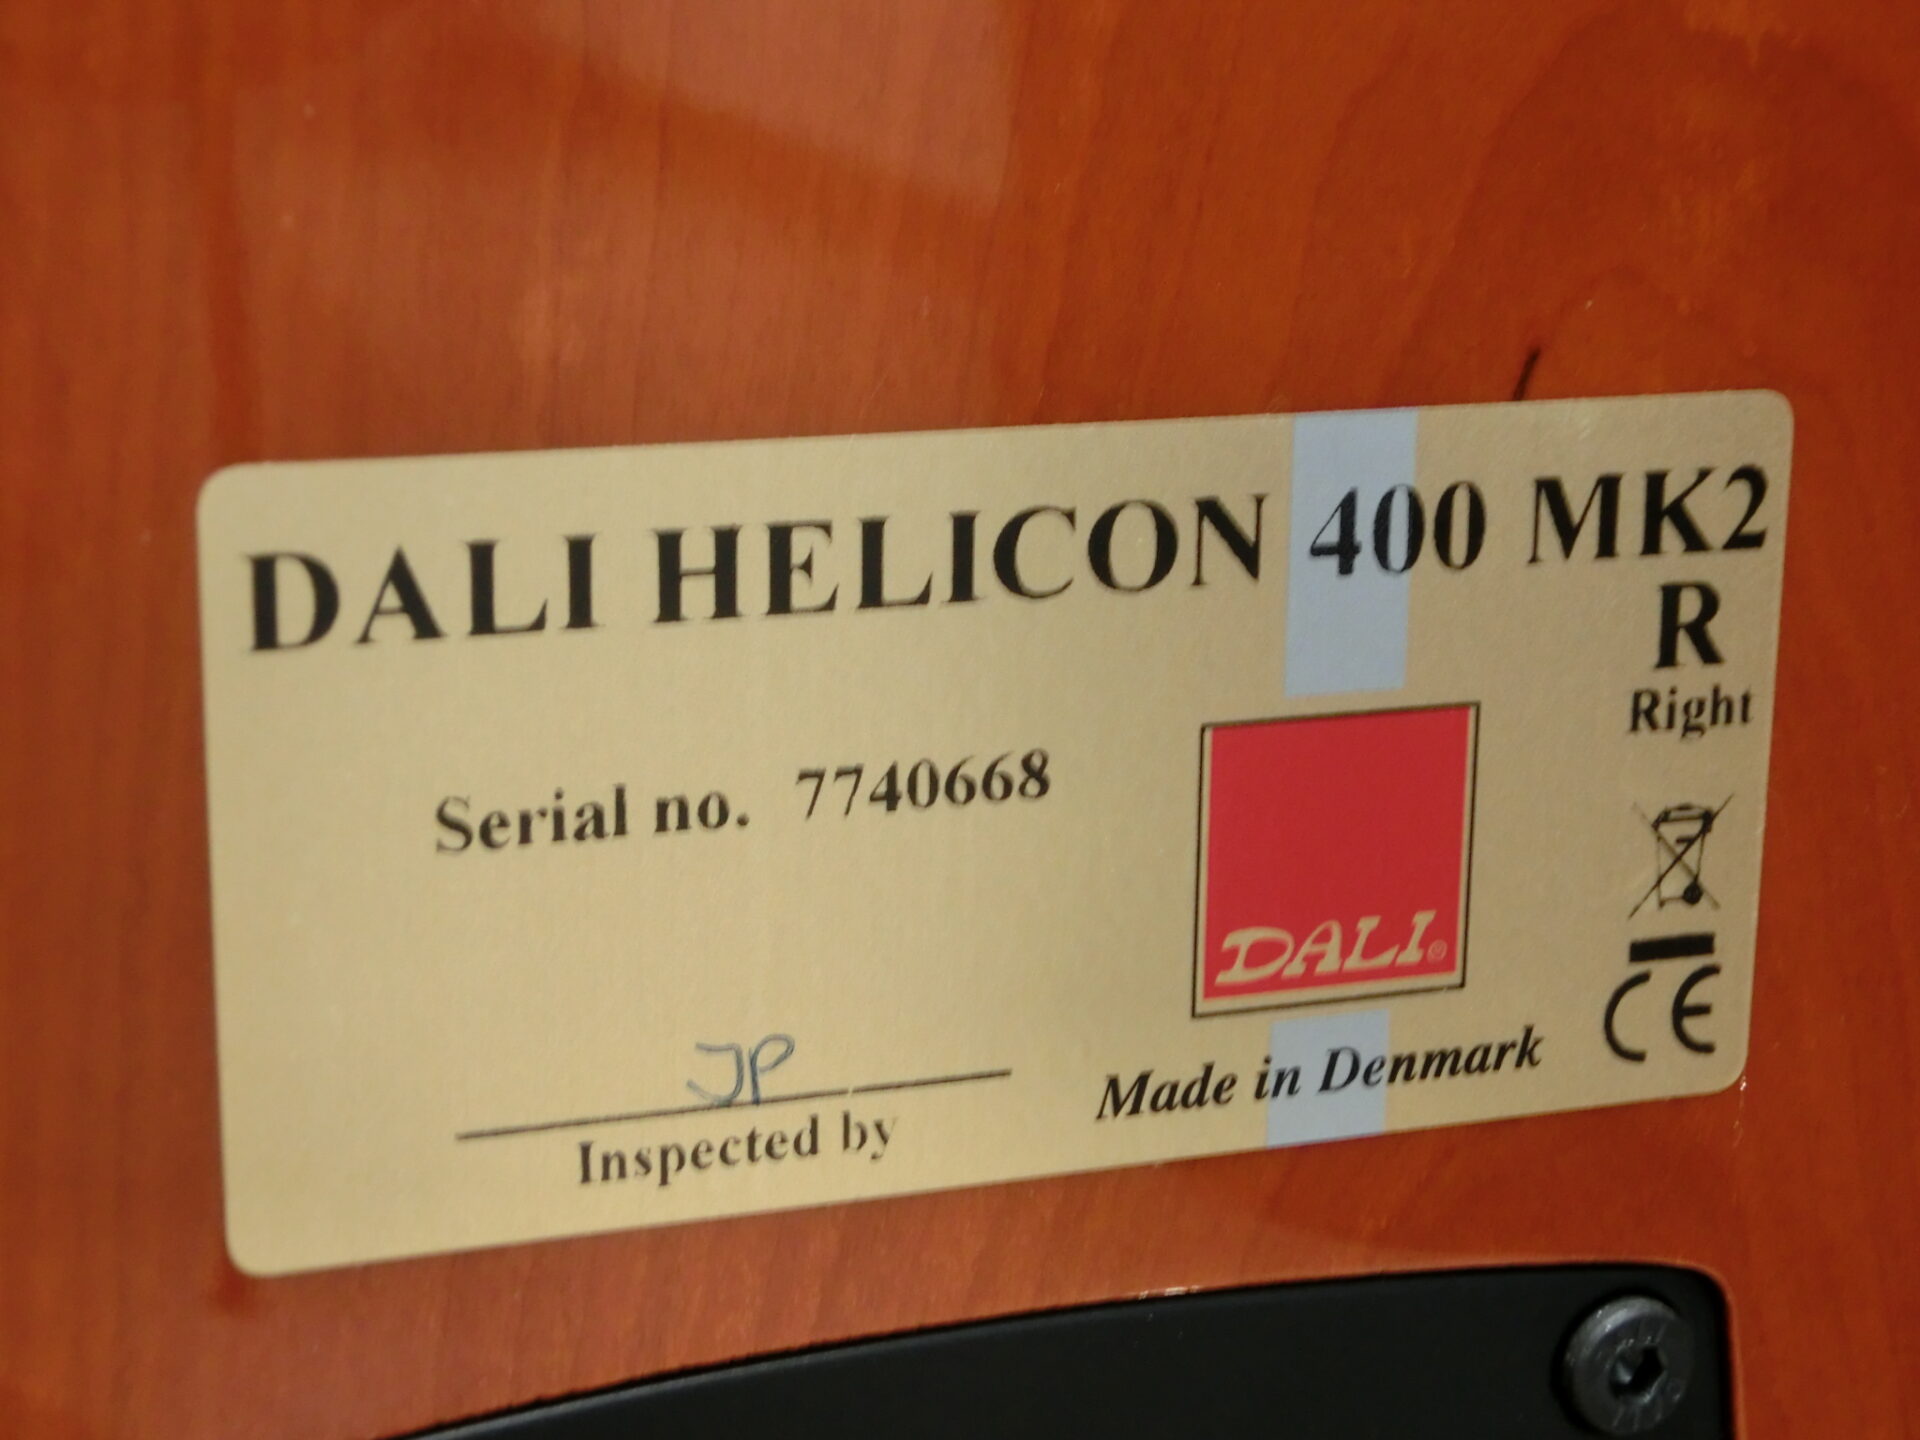 DALI HELICON 400 MK2
R
Right
Serial no. 7740668
DALI®
JP
Inspected by
Made in Denmark
CE